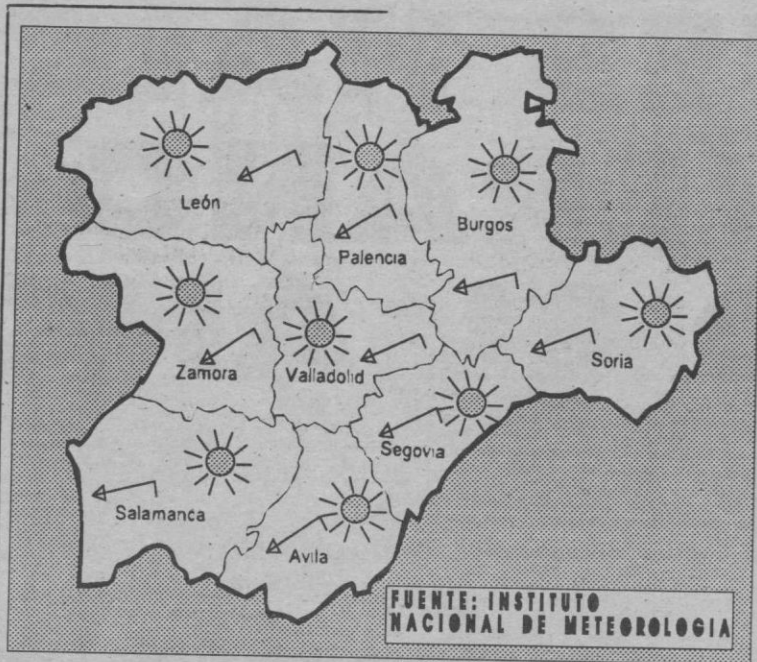 León
Palencia
Burgos
Zamora
Valladolid
Soria
Segovia
Salamanca
Avila
FUENTE: INSTITUTO
NACIONAL DE METEOROLOGIA